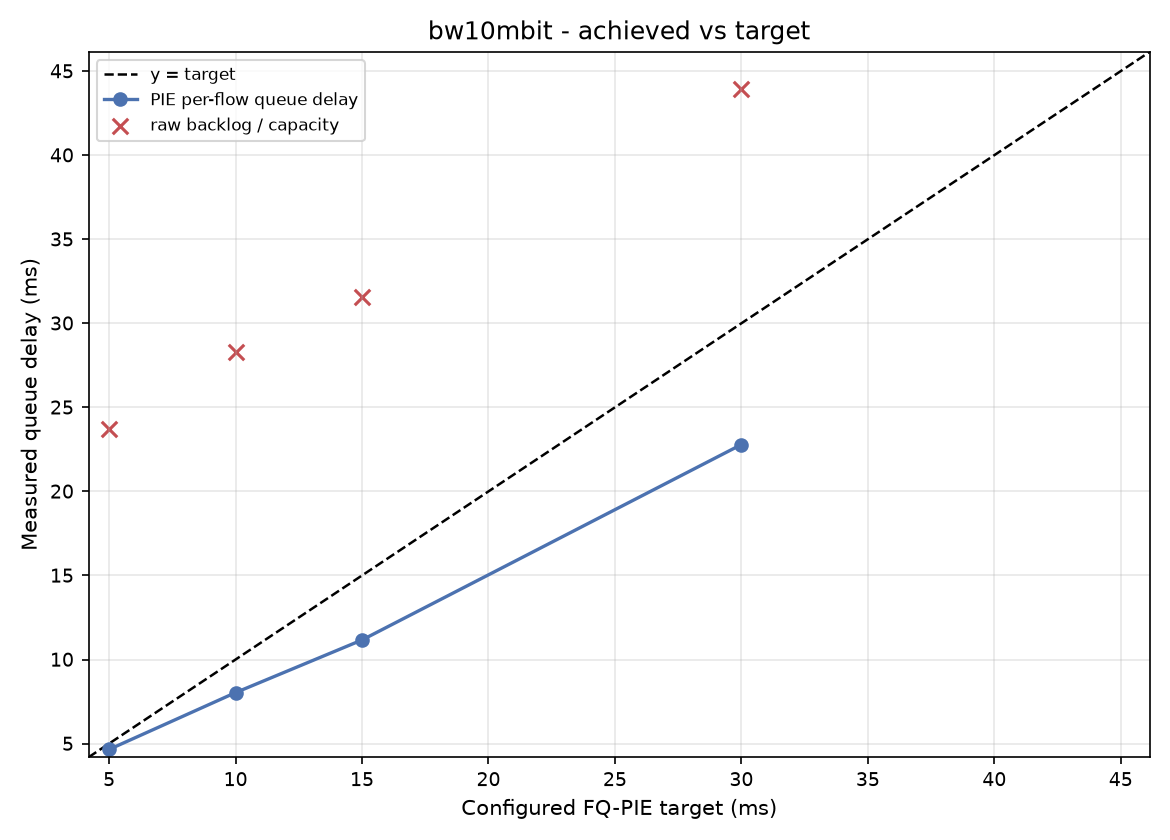 bw10mbit - achieved vs target
y = target
PIE per-flow queue delay
raw backlog / capacity
Measured queue delay (ms)
45
40
35
30
25
20
15
10
5
5 10 15 20 25 30 35 40 45
Configured FQ-PIE target (ms)